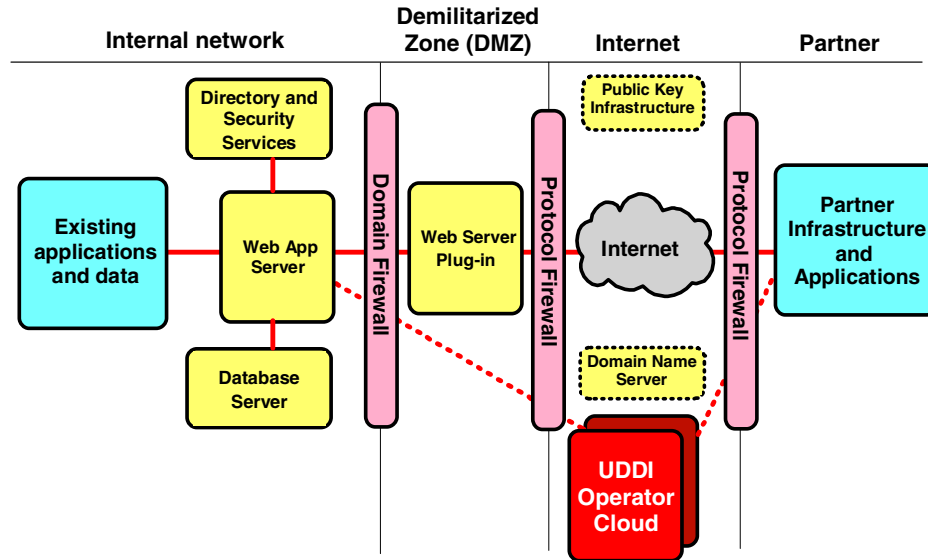 Internal network
Demilitarized
Zone (DMZ)
Internet
Partner
Directory and
Security
Services
Public Key
Infrastructure
Existing
applications
and data
Web App
Server
Domain Firewall
Web Server
Plug-in
Protocol Firewall
Internet
Protocol Firewall
Partner
Infrastructure
and
Applications
Database
Server
Domain Name
Server
UDDI
Operator
Cloud